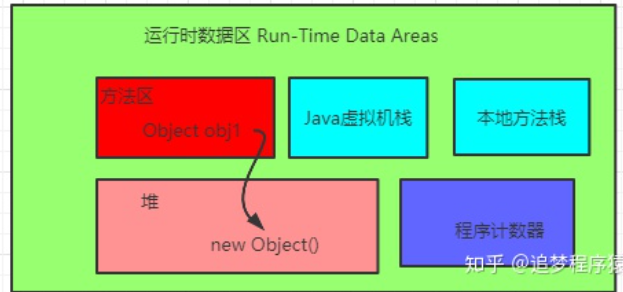 运行时数据区 Run-Time Data Areas
方法区
Object obj1
Java虚拟机栈
本地方法栈
堆
new Object()
程序计数器
知乎 @追梦程序猿